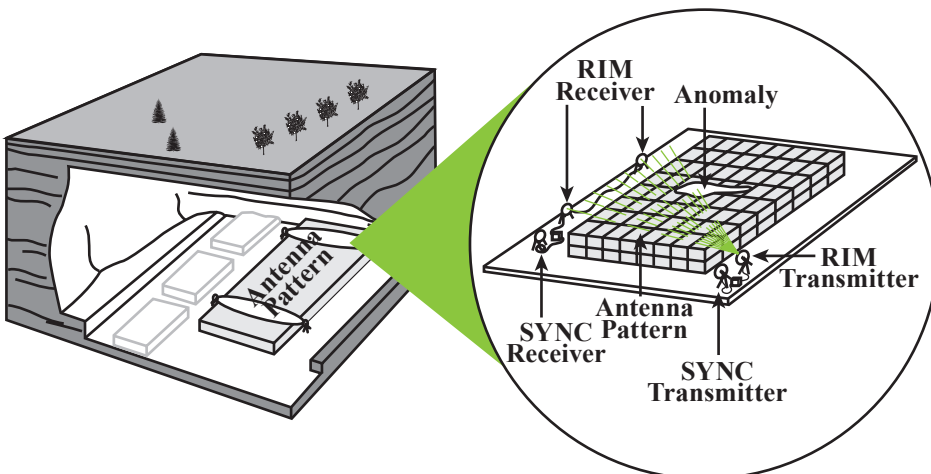 Antenna
Pattern
RIM
Receiver
Anomaly
RIM
Transmitter
Antenna
Pattern
SYNC
Receiver
SYNC
Transmitter